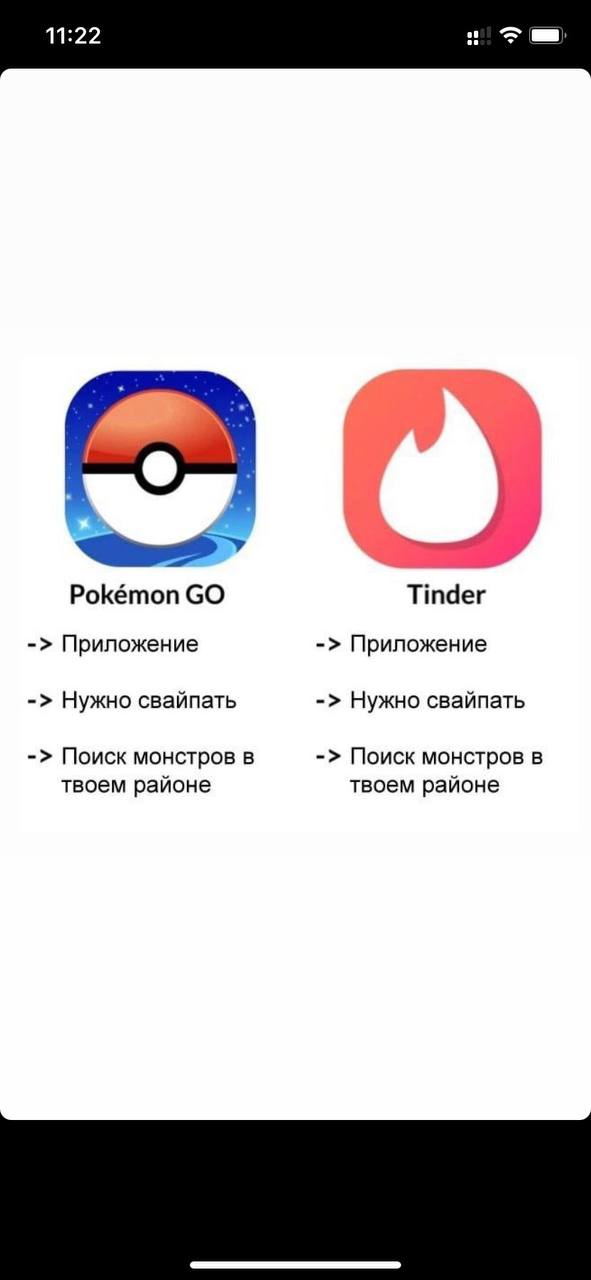 11:22
Pokémon GO
-> Приложение
-> Нужно свайпать
-> Поиск монстров в
твоем районе
Tinder
-> Приложение
-> Нужно свайпать
-> Поиск монстров в
твоем районе